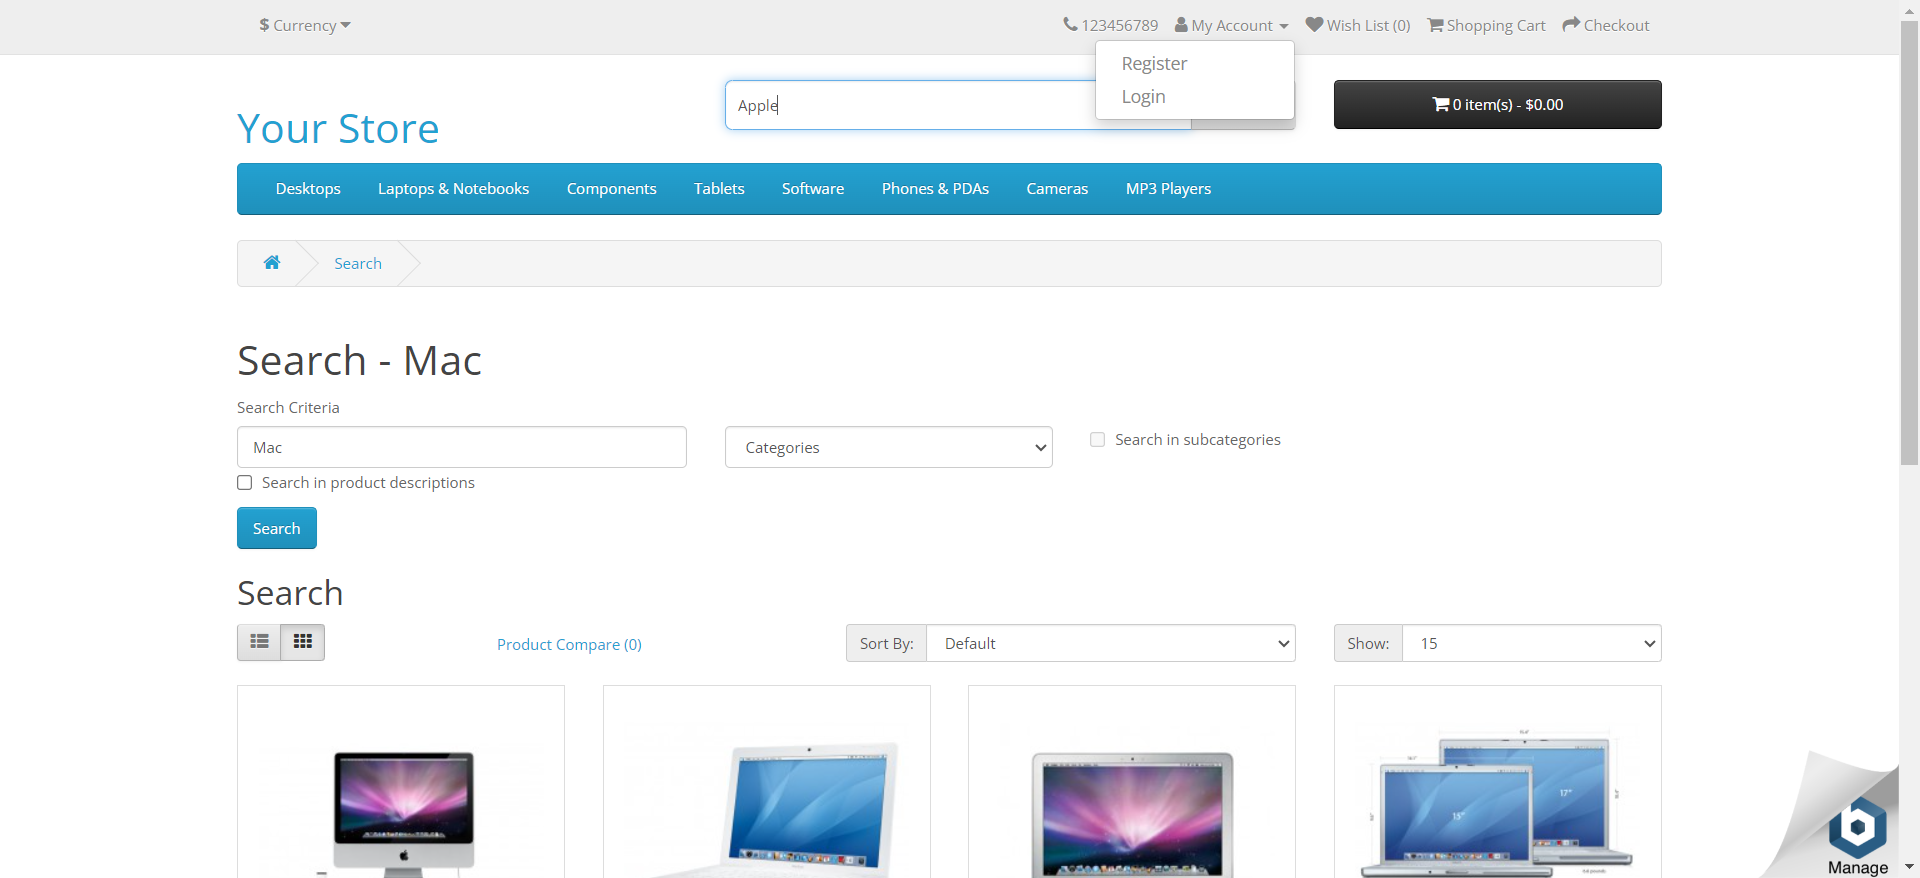 $ Currency
123456789
My Account
Wish List (0)
Shopping Cart
Checkout
Register
Login
Your Store
Apple
0 item(s) - $0.00
Desktops
Laptops & Notebooks
Components
Tablets
Software
Phones & PDAs
Cameras
MP3 Players
Search
Search - Mac
Search Criteria
Mac
Categories
Search in subcategories
Search in product descriptions
Search
Search
Product Compare (0)
Sort By:
Default
Show:
15
15"
17"
Manage